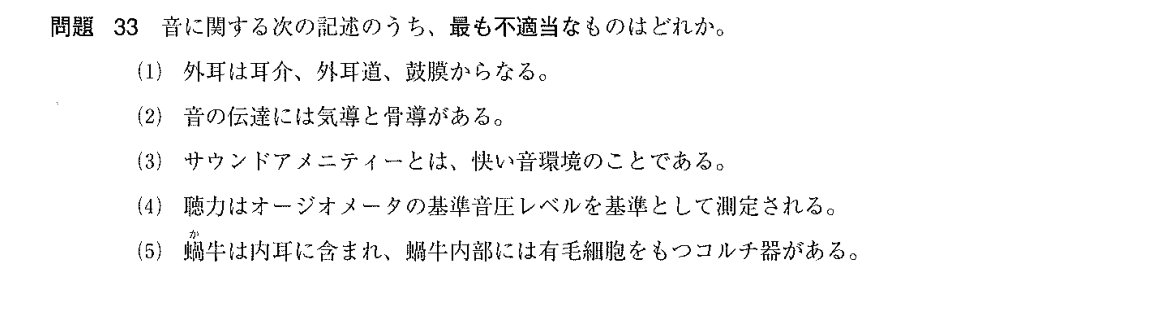 問題 33 音に関する次の記述のうち、最も不適当なものはどれか。
(1) 外耳は耳介、外耳道、鼓膜からなる。
(2) 音の伝達には気導と骨導がある。
(3) サウンドアメニティーとは、快い音環境のことである。
(4) 聴力はオージオメータの基準音圧レベルを基準として測定される。
か
(5) 蝸牛は内耳に含まれ、蝸牛内部には有毛細胞をもつコルチ器がある。